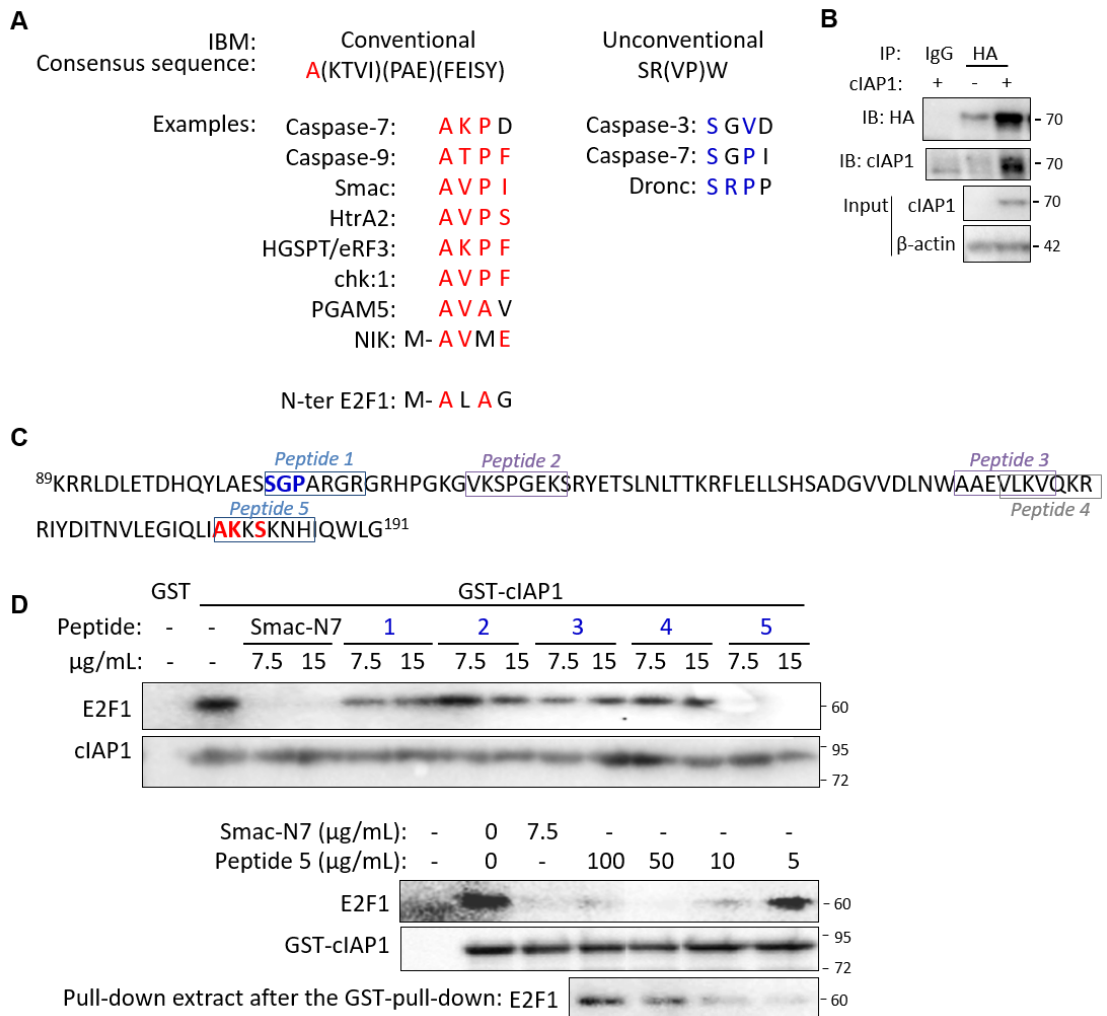 A
IBM: Conventional Unconventional
Consensus sequence: A(KTVI)(PAE)(FEISY) SR(VP)W
Examples: Caspase-7: A K P D Caspase-3: S G V D
Caspase-9: A T P F Caspase-7: S G P I
Smac: A V P I Dronc: S R P P
HtrA2: A V P S
HGSPT/eRF3: A K P F
chk:1: A V P F
PGAM5: A V A V
NIK: M- A V M E
N-ter E2F1: M- A L A G
B
IP: IgG HA
cIAP1: + - +
IB: HA - 70
IB: cIAP1 - 70
Input cIAP1 - 70
β-actin - 42
C
Peptide 1 Peptide 2 Peptide 3
89KRRLDLETDHQYLAESSGPARGRGRHPGKGVKSPGEKSRYETSLNLTTKRFLELLSHSADGVVDLNWAAEVLKVQKR
Peptide 5 Peptide 4
RIYDITNVLEGIQLIAKKSKNHIQWLG191
D
GST GST-cIAP1
Peptide: - - Smac-N7 1 2 3 4 5
µg/mL: - - 7.5 15 7.5 15 7.5 15 7.5 15 7.5 15 7.5 15
E2F1 - 60
cIAP1 - 95
- 72
Smac-N7 (µg/mL): - 0 7.5 - - - -
Peptide 5 (µg/mL): - 0 - 100 50 10 5
E2F1 - 60
GST-cIAP1 - 95
- 72
Pull-down extract after the GST-pull-down: E2F1 - 60